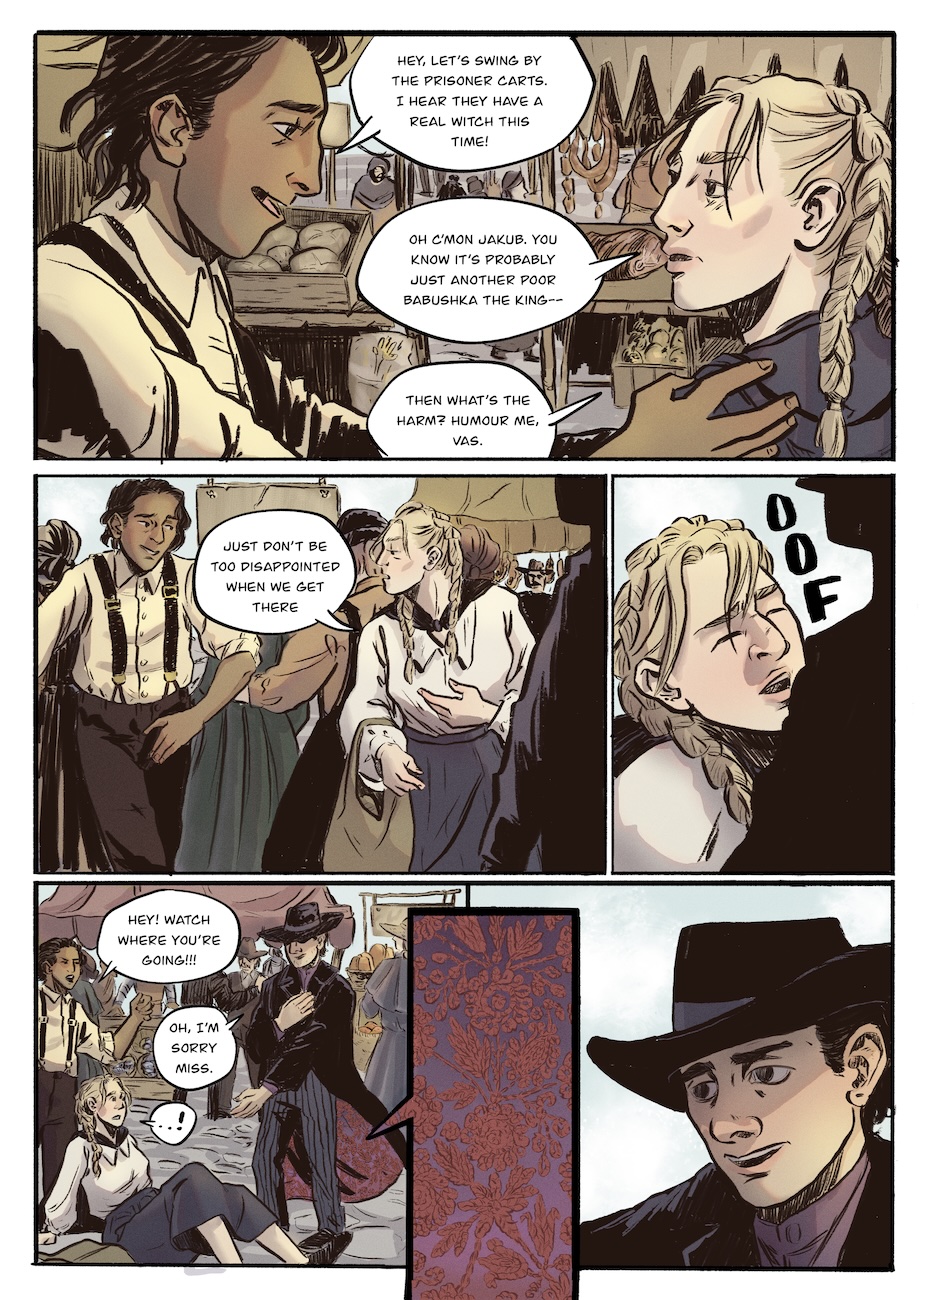 HEY, LET'S SWING BY
THE PRISONER CARTS.
I HEAR THEY HAVE A
REAL WITCH THIS
TIME!
OH C'MON JAKUB. YOU
KNOW IT'S PROBABLY
JUST ANOTHER POOR
BABUSHKA THE KING--
THEN WHAT'S THE
HARM? HUMOUR ME,
VAS.
JUST DON'T BE
TOO DISAPPOINTED
WHEN WE GET
THERE
OOF
HEY! WATCH
WHERE YOU'RE
GOING!!!
OH, I'M
SORRY
MISS.
...!